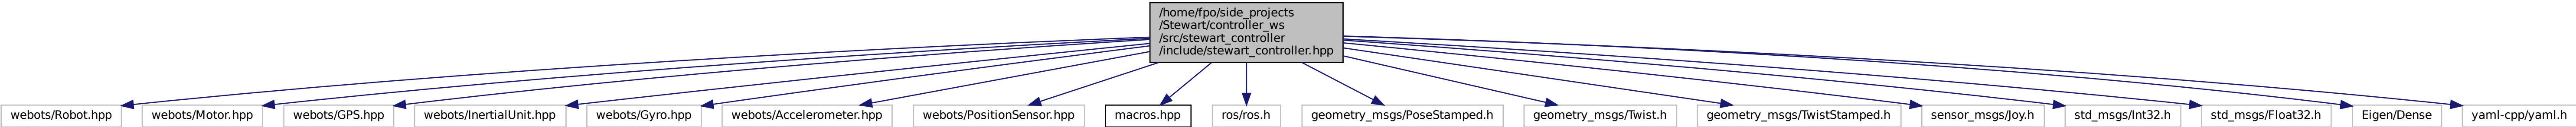 /home/fpo/side_projects
/Stewart/controller_ws
/src/stewart_controller
/include/stewart_controller.hpp
webots/Robot.hpp
webots/Motor.hpp
webots/GPS.hpp
webots/InertialUnit.hpp
webots/Gyro.hpp
webots/Accelerometer.hpp
webots/PositionSensor.hpp
macros.hpp
ros/ros.h
geometry_msgs/PoseStamped.h
geometry_msgs/Twist.h
geometry_msgs/TwistStamped.h
sensor_msgs/Joy.h
std_msgs/Int32.h
std_msgs/Float32.h
Eigen/Dense
yaml-cpp/yaml.h